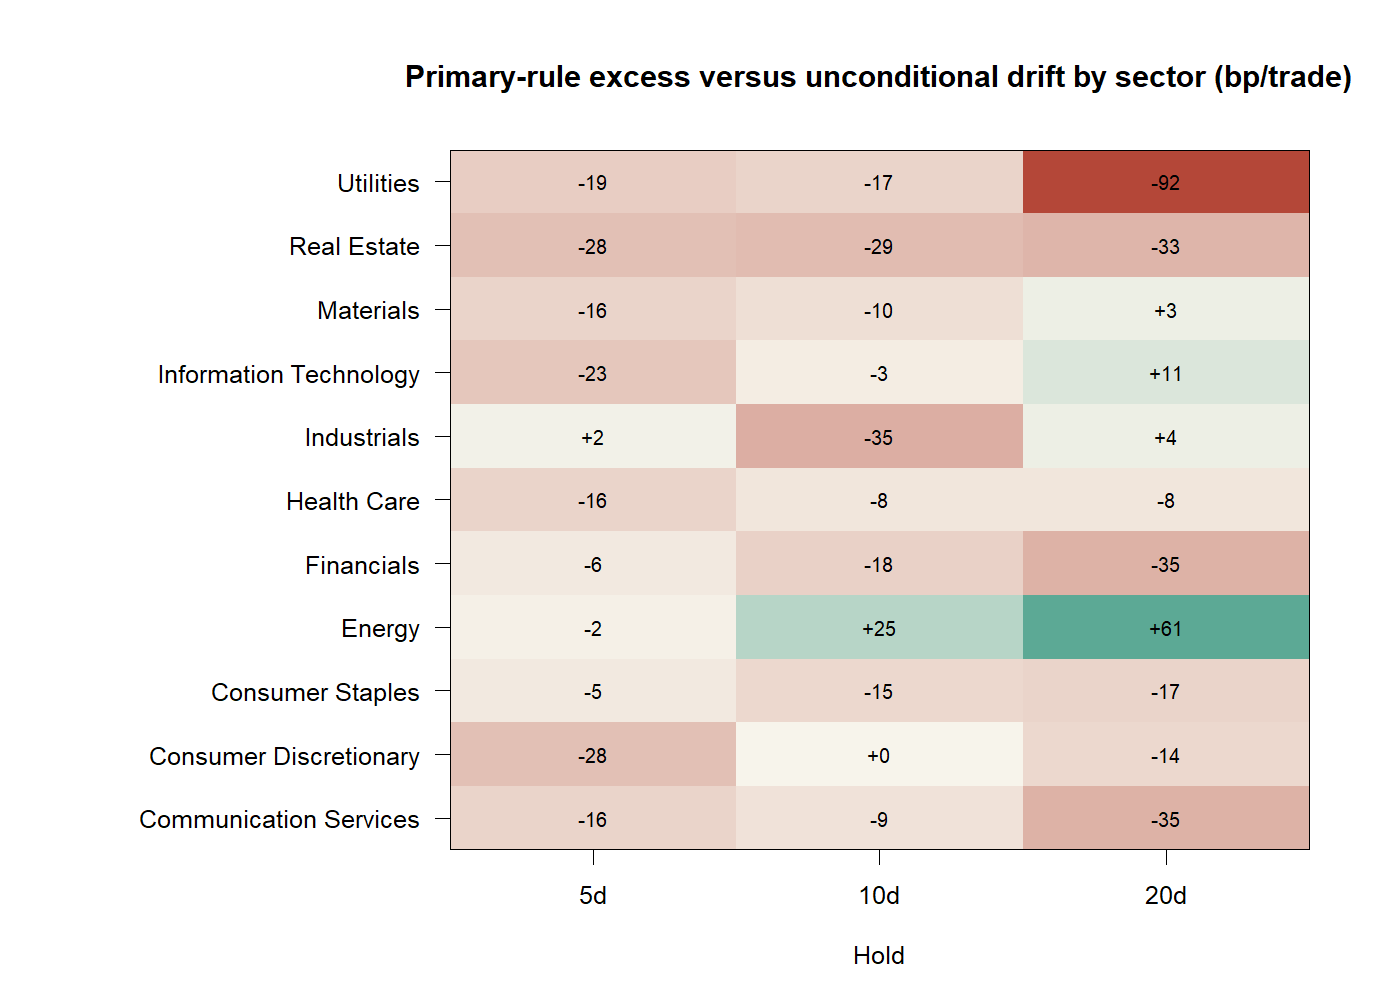 Primary-rule excess versus unconditional drift by sector (bp/trade)
Utilities -19 -17 -92
Real Estate -28 -29 -33
Materials -16 -10 +3
Information Technology -23 -3 +11
Industrials +2 -35 +4
Health Care -16 -8 -8
Financials -6 -18 -35
Energy -2 +25 +61
Consumer Staples -5 -15 -17
Consumer Discretionary -28 +0 -14
Communication Services -16 -9 -35
5d 10d 20d
Hold